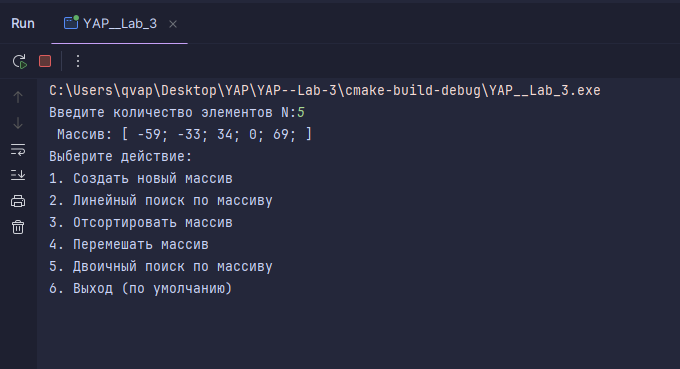 Run YAP__Lab_3
C:\Users\qvap\Desktop\YAP\YAP--Lab-3\cmake-build-debug\YAP__Lab_3.exe
Введите количество элементов N:5
Массив: [ -59; -33; 34; 0; 69; ]
Выберите действие:
1. Создать новый массив
2. Линейный поиск по массиву
3. Отсортировать массив
4. Перемешать массив
5. Двоичный поиск по массиву
6. Выход (по умолчанию)